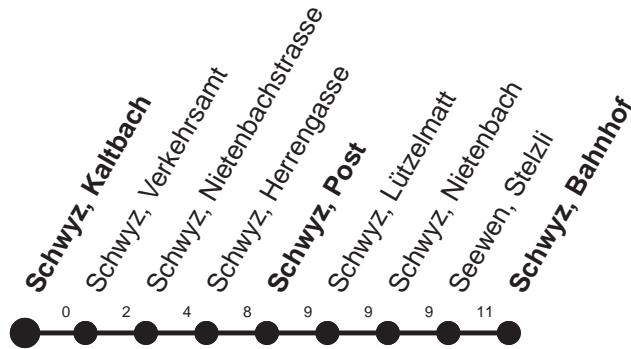 Schwyz, Kaltbach
Schwyz, Verkehrsamt
Schwyz, Nietenbachstrasse
Schwyz, Herrengasse
Schwyz, Post
Schwyz, Lützelmatt
Schwyz, Nietenbach
Seewen, Stelzli
Schwyz, Bahnhof
0 2 4 8 9 9 9 11